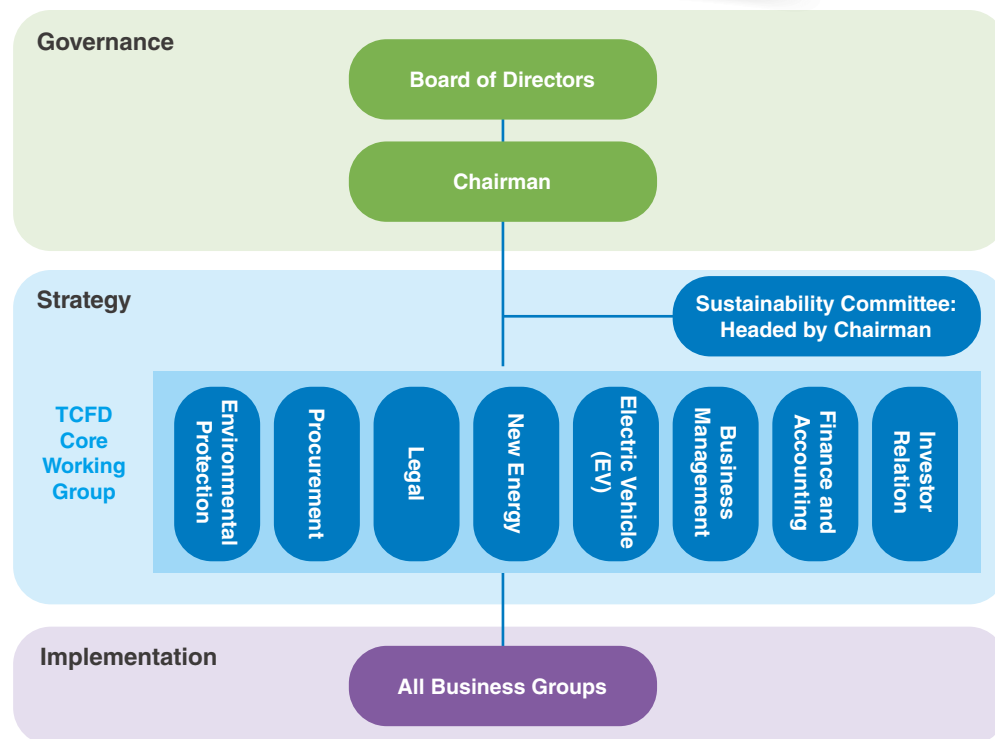 Governance
Board of Directors
Chairman
Strategy
Sustainability Committee:
Headed by Chairman
TCFD
Core
Working
Group
Environmental
Protection
Procurement
Legal
New Energy
Electric Vehicle
(EV)
Business
Management
Finance and
Accounting
Investor
Relation
Implementation
All Business Groups